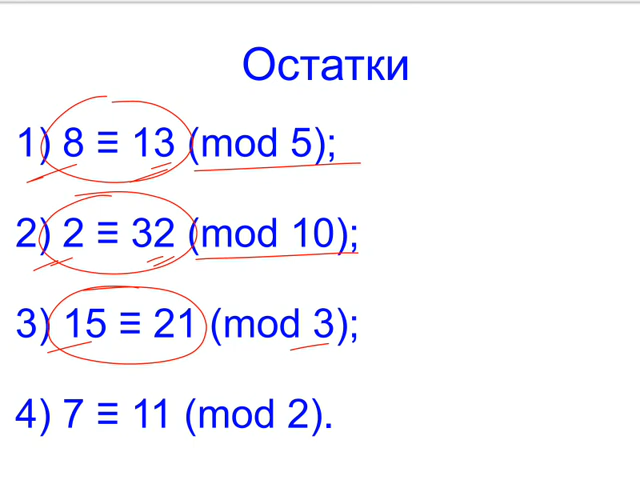 Остатки
1) 8 ≡ 13 (mod 5);
2) 2 ≡ 32 (mod 10);
3) 15 ≡ 21 (mod 3);
4) 7 ≡ 11 (mod 2).